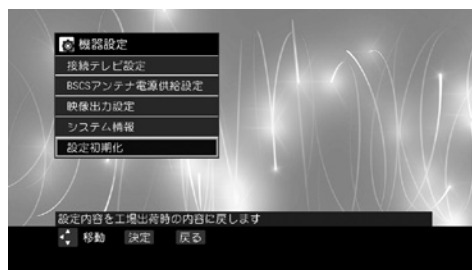 機器設定
接続テレビ設定
BSCSアンテナ電源供給設定
映像出力設定
システム情報
設定初期化
設定内容を工場出荷時の内容に戻します
移動 決定 戻る